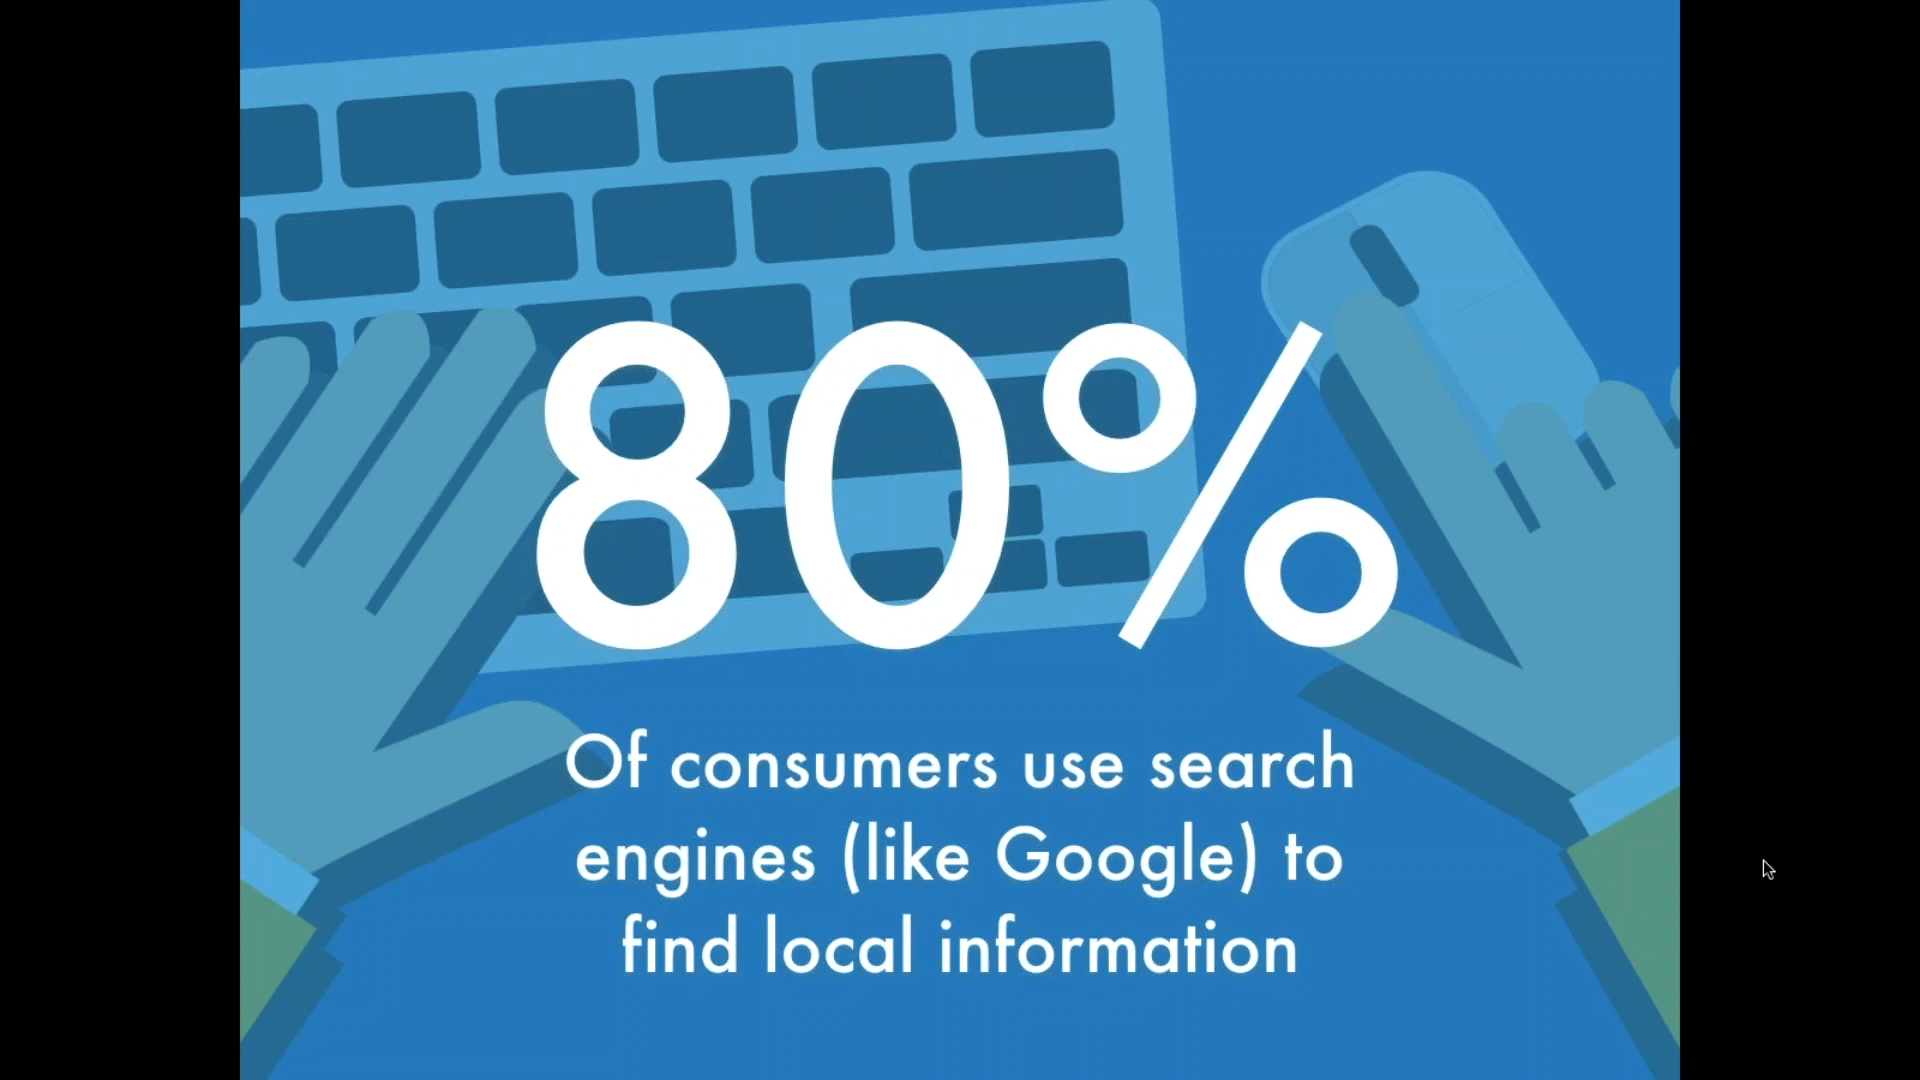 80%
Of consumers use search
engines (like Google) to
find local information